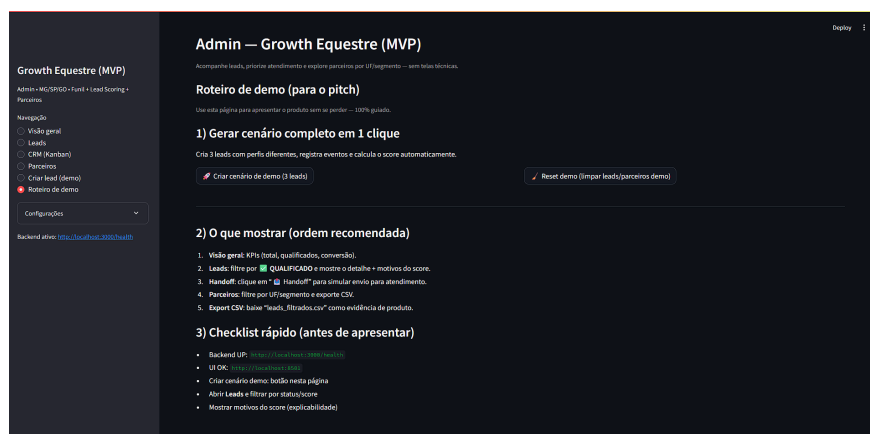 Deploy
Growth Equestre (MVP)
Admin • MG/SP/GO • Funil + Lead Scoring +
Parceiros
Navegação
Visão geral
Leads
CRM (Kanban)
Parceiros
Criar lead (demo)
Roteiro de demo
Configurações
Backend ativo: http://localhost:3000/health
Admin — Growth Equestre (MVP)
Acompanhe leads, priorize atendimento e explore parceiros por UF/segmento — sem telas técnicas.
Roteiro de demo (para o pitch)
Use esta página para apresentar o produto sem se perder — 100% guiado.
1) Gerar cenário completo em 1 clique
Cria 3 leads com perfis diferentes, registra eventos e calcula o score automaticamente.
🚀 Criar cenário de demo (3 leads)
🧹 Reset demo (limpar leads/parceiros demo)
2) O que mostrar (ordem recomendada)
1. Visão geral: KPIs (total, qualificados, conversão).
2. Leads: filtre por ✅ QUALIFICADO e mostre o detalhe + motivos do score.
3. Handoff: clique em "📇 Handoff" para simular envio para atendimento.
4. Parceiros: filtre por UF/segmento e exporte CSV.
5. Export CSV: baixe "leads_filtrados.csv" como evidência de produto.
3) Checklist rápido (antes de apresentar)
• Backend UP: http://localhost:3000/health
• UI OK: http://localhost:8501
• Criar cenário demo: botão nesta página
• Abrir Leads e filtrar por status/score
• Mostrar motivos do score (explicabilidade)